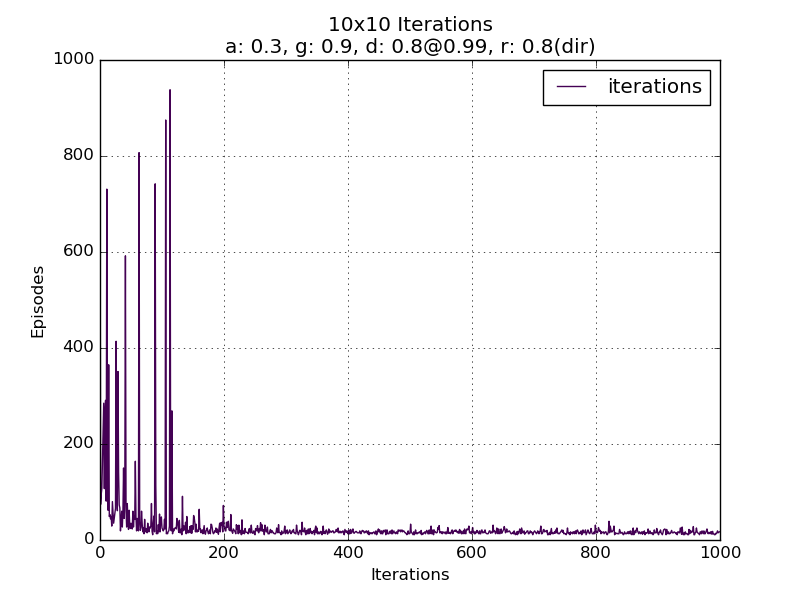 10x10 Iterations
a: 0.3, g: 0.9, d: 0.8@0.99, r: 0.8(dir)
iterations
1000
800
600
400
200
0
Episodes
0 200 400 600 800 1000
Iterations